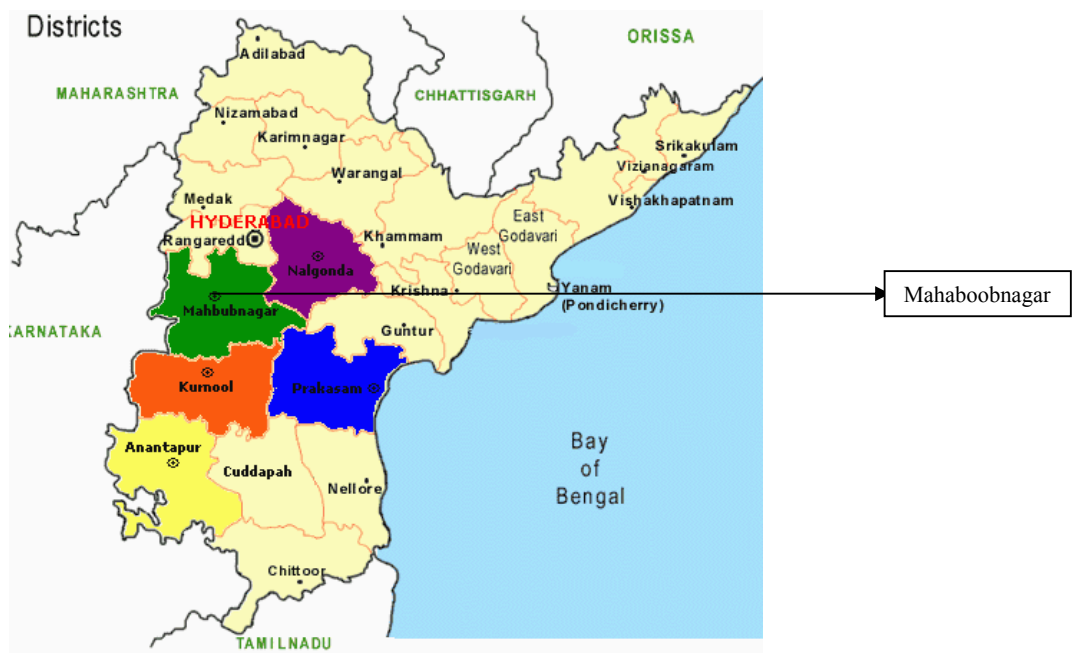 Districts
ORISSA
Adilabad
MAHARASHTRA
CHHATTISGARH
Nizamabad
Karimnagar
Srikakulam
Vizianagaram
Warangal
Medak
Vishakhapatnam
HYDERABAD
East
Godavari
Rangaredd
Khammam
West
Godavari
Nalgonda
Krishna
Yanam
(Pondicherry)
Mahaboobnagar
Mahbubnagar
KARNATAKA
Guntur
Kurnool
Prakasam
Anantapur
Cuddapah
Bay
of
Bengal
Nellore
Chittoor
TAMILNADU